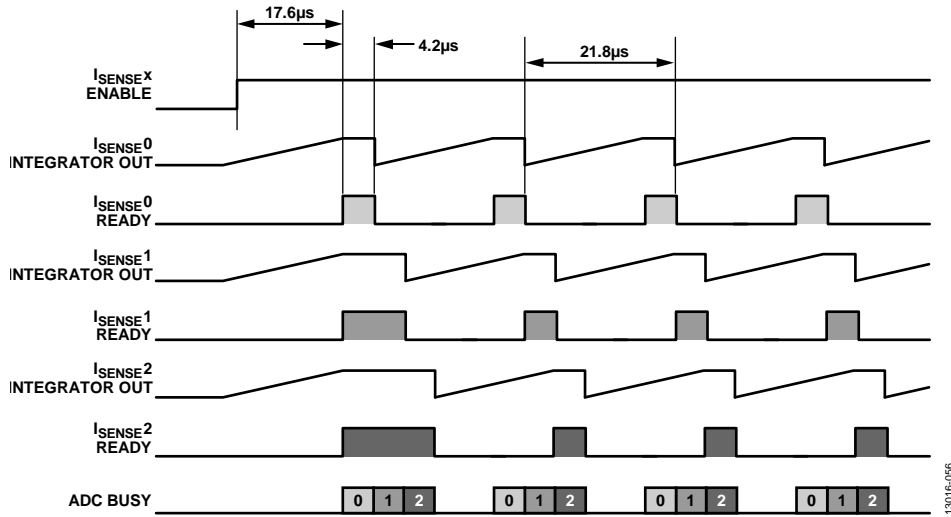 17.6µs
4.2µs
21.8µs
ISENSEX
ENABLE
ISENSE0
INTEGRATOR OUT
ISENSE0
READY
ISENSE1
INTEGRATOR OUT
ISENSE1
READY
ISENSE2
INTEGRATOR OUT
ISENSE2
READY
ADC BUSY
0 1 2 0 1 2 0 1 2 0 1 2
13016-056